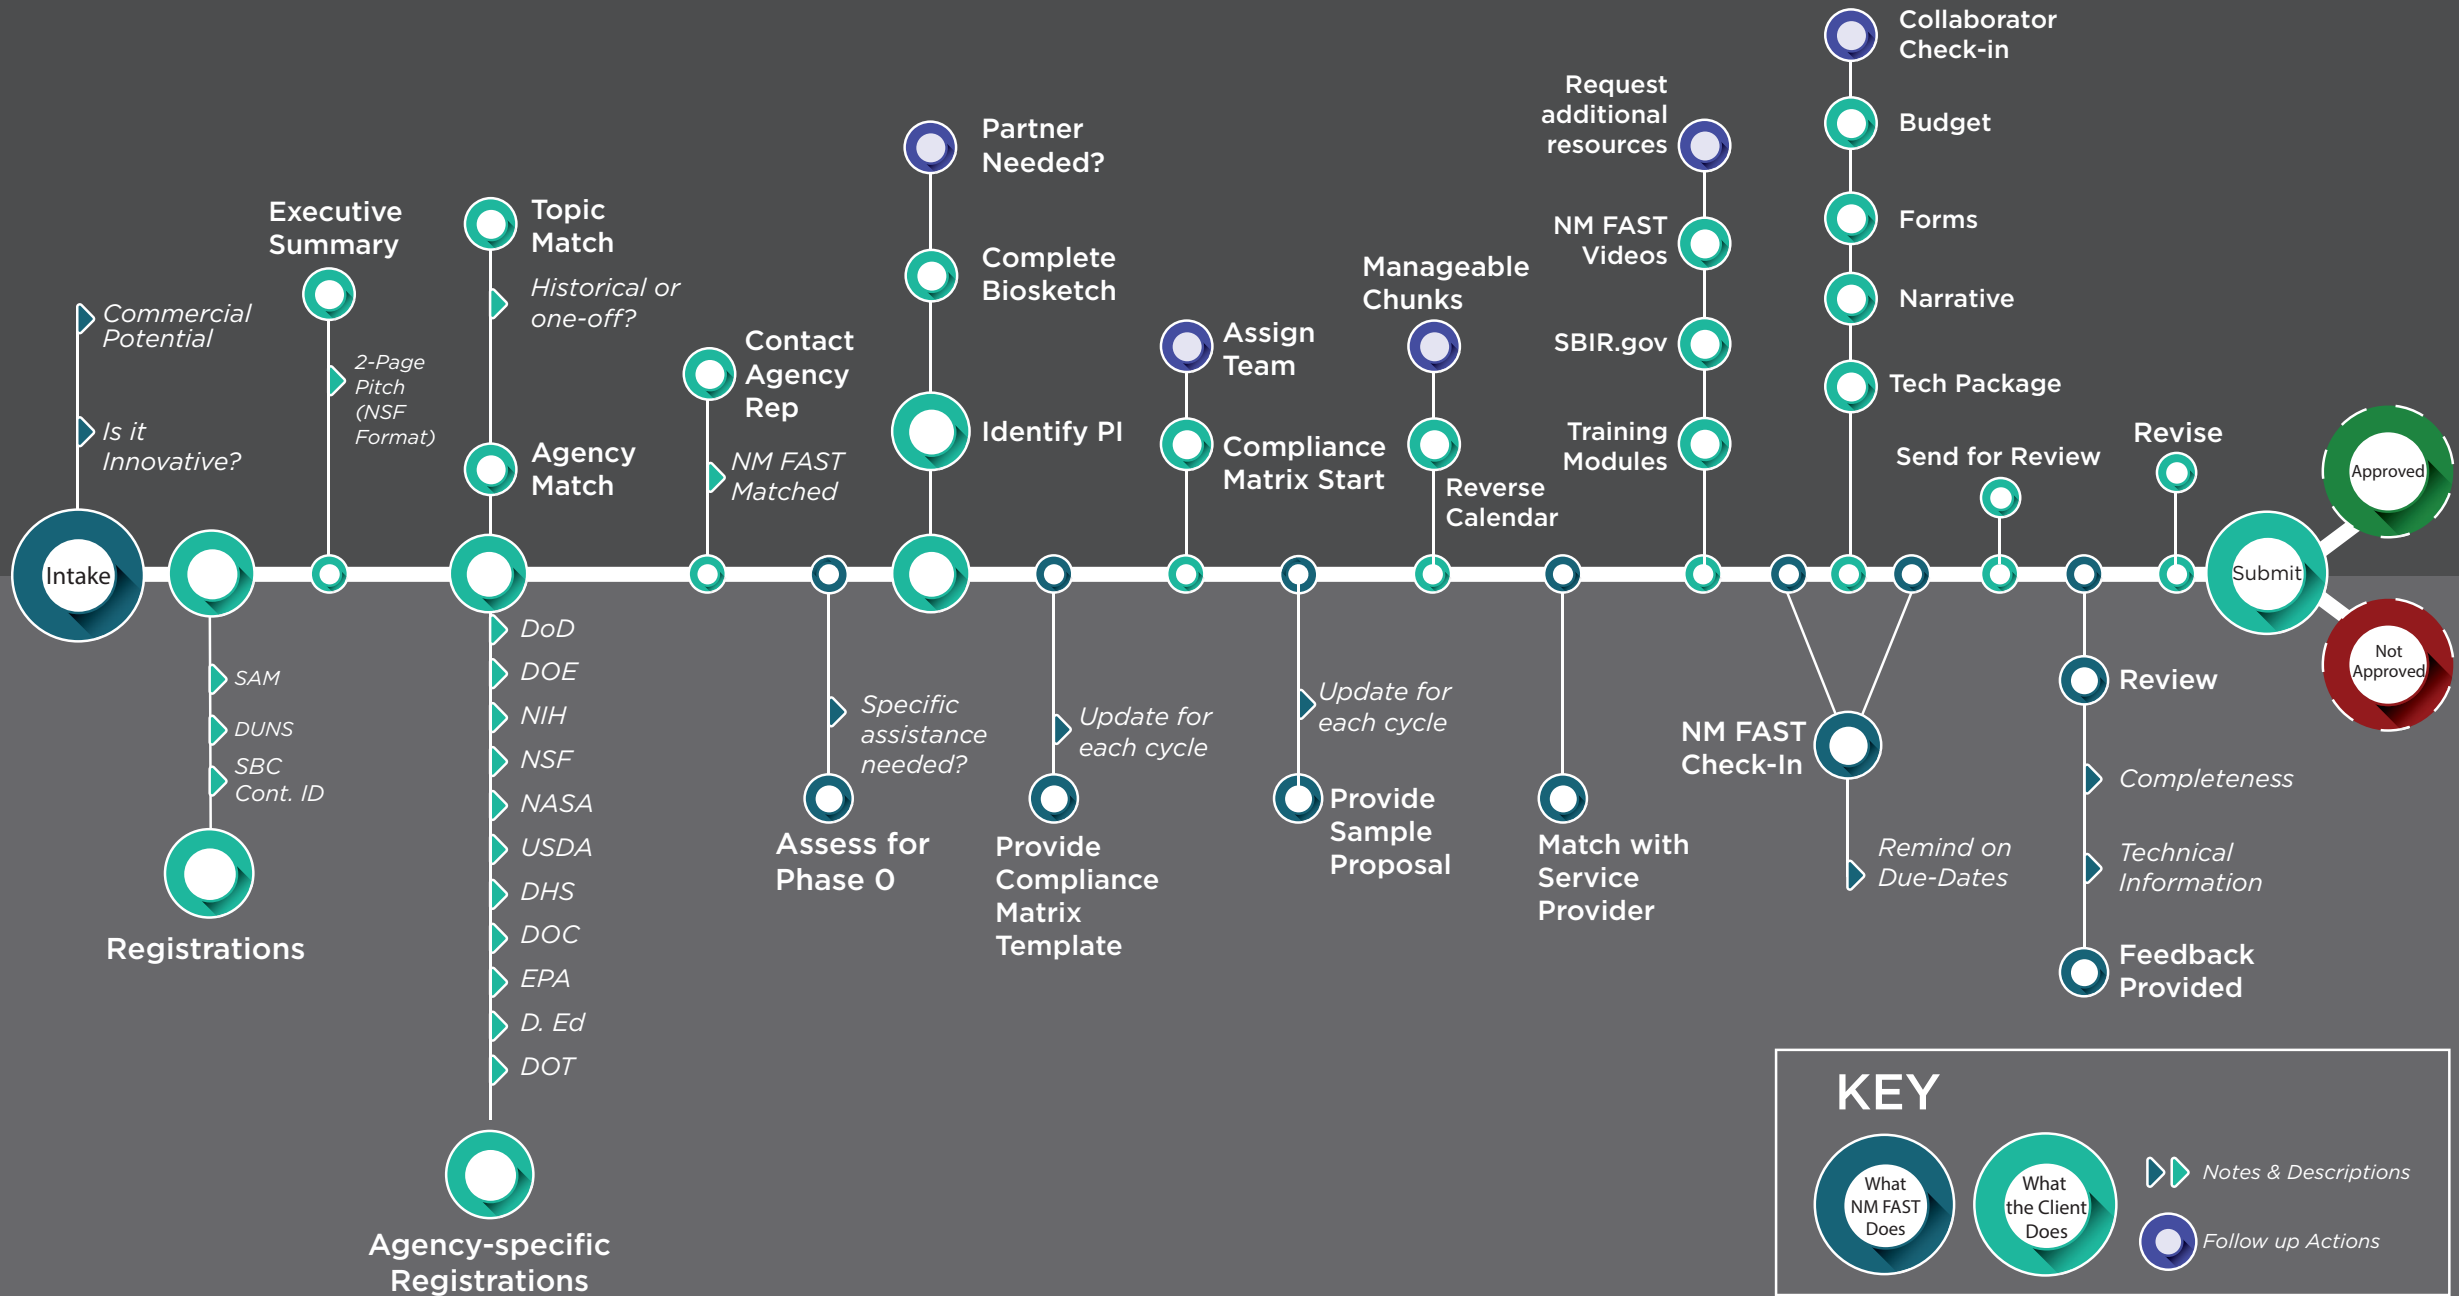 Intake
Commercial
Potential
Is it
Innovative?
SAM
DUNS
SBC
Cont. ID
Registrations
Executive
Summary
2-Page
Pitch
(NSF
Format)
Topic
Match
Historical or
one-off?
Agency
Match
DoD
DOE
NIH
NSF
NASA
USDA
DHS
DOC
EPA
D. Ed
DOT
Agency-specific
Registrations
Contact
Agency
Rep
NM FAST
Matched
Specific
assistance
needed?
Assess for
Phase 0
Partner
Needed?
Complete
Biosketch
Identify PI
Update for
each cycle
Provide
Compliance
Matrix
Template
Assign
Team
Compliance
Matrix Start
Update for
each cycle
Provide
Sample
Proposal
Manageable
Chunks
Reverse
Calendar
Match with
Service
Provider
Request
additional
resources
NM FAST
Videos
SBIR.gov
Training
Modules
Collaborator
Check-in
Budget
Forms
Narrative
Tech Package
NM FAST
Check-In
Remind on
Due-Dates
Send for Review
Review
Completeness
Technical
Information
Feedback
Provided
Revise
Submit
Approved
Not
Approved
KEY
What
NM FAST
Does
What
the Client
Does
Notes & Descriptions
Follow up Actions